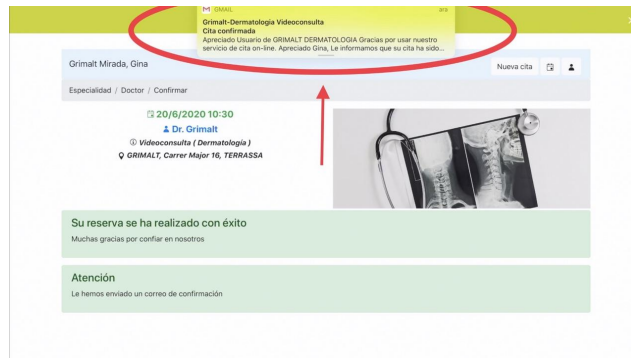 GMAIL
ara
Grimalt-Dermatologia Videoconsulta
Cita confirmada
Apreciado Usuario de GRIMALT DERMATOLOGIA Gracias por usar nuestro
servicio de cita on-line. Apreciado Gina, Le informamos que su cita ha sido...
Grimalt Mirada, Gina
Nueva cita
Especialidad / Doctor / Confirmar
20/6/2020 10:30
Dr. Grimalt
Videoconsulta ( Dermatología )
GRIMALT, Carrer Major 16, TERRASSA
Su reserva se ha realizado con éxito
Muchas gracias por confiar en nosotros
Atención
Le hemos enviado un correo de confirmación